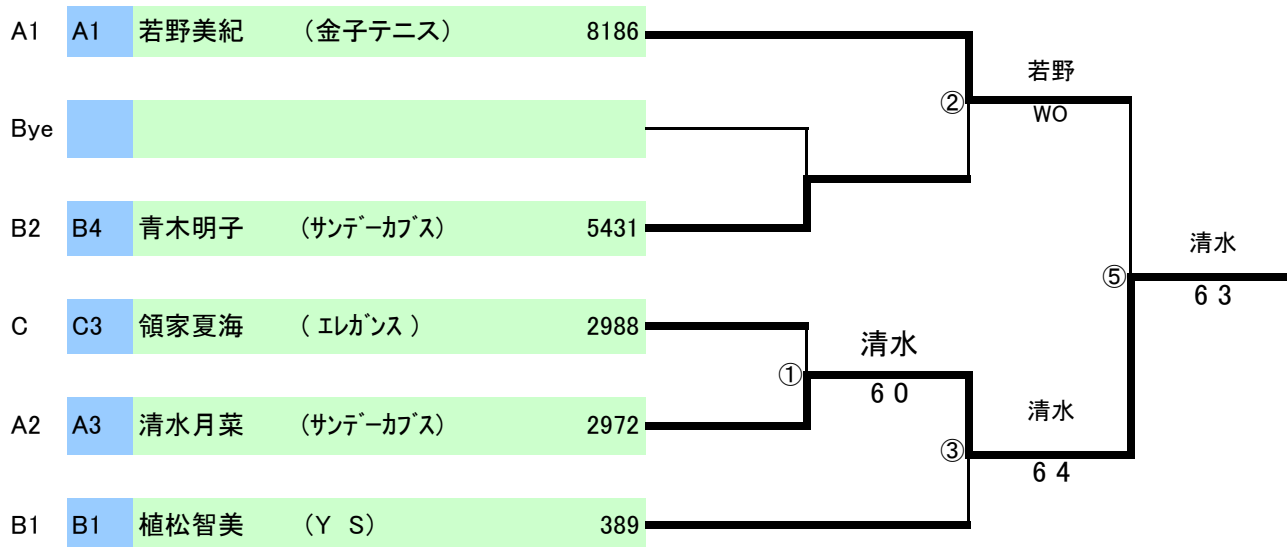 A1 A1 若野美紀 （金子テニス） 8186
若野
② WO
Bye
B2 B4 青木明子 （ｻﾝﾃﾞｰｶﾌﾞｽ） 5431
清水
⑤ 6 3
C C3 領家夏海 （ ｴﾚｶﾞﾝｽ ） 2988
清水
① 6 0
A2 A3 清水月菜 （ｻﾝﾃﾞｰｶﾌﾞｽ） 2972
清水
③ 6 4
B1 B1 植松智美 （Y S） 389